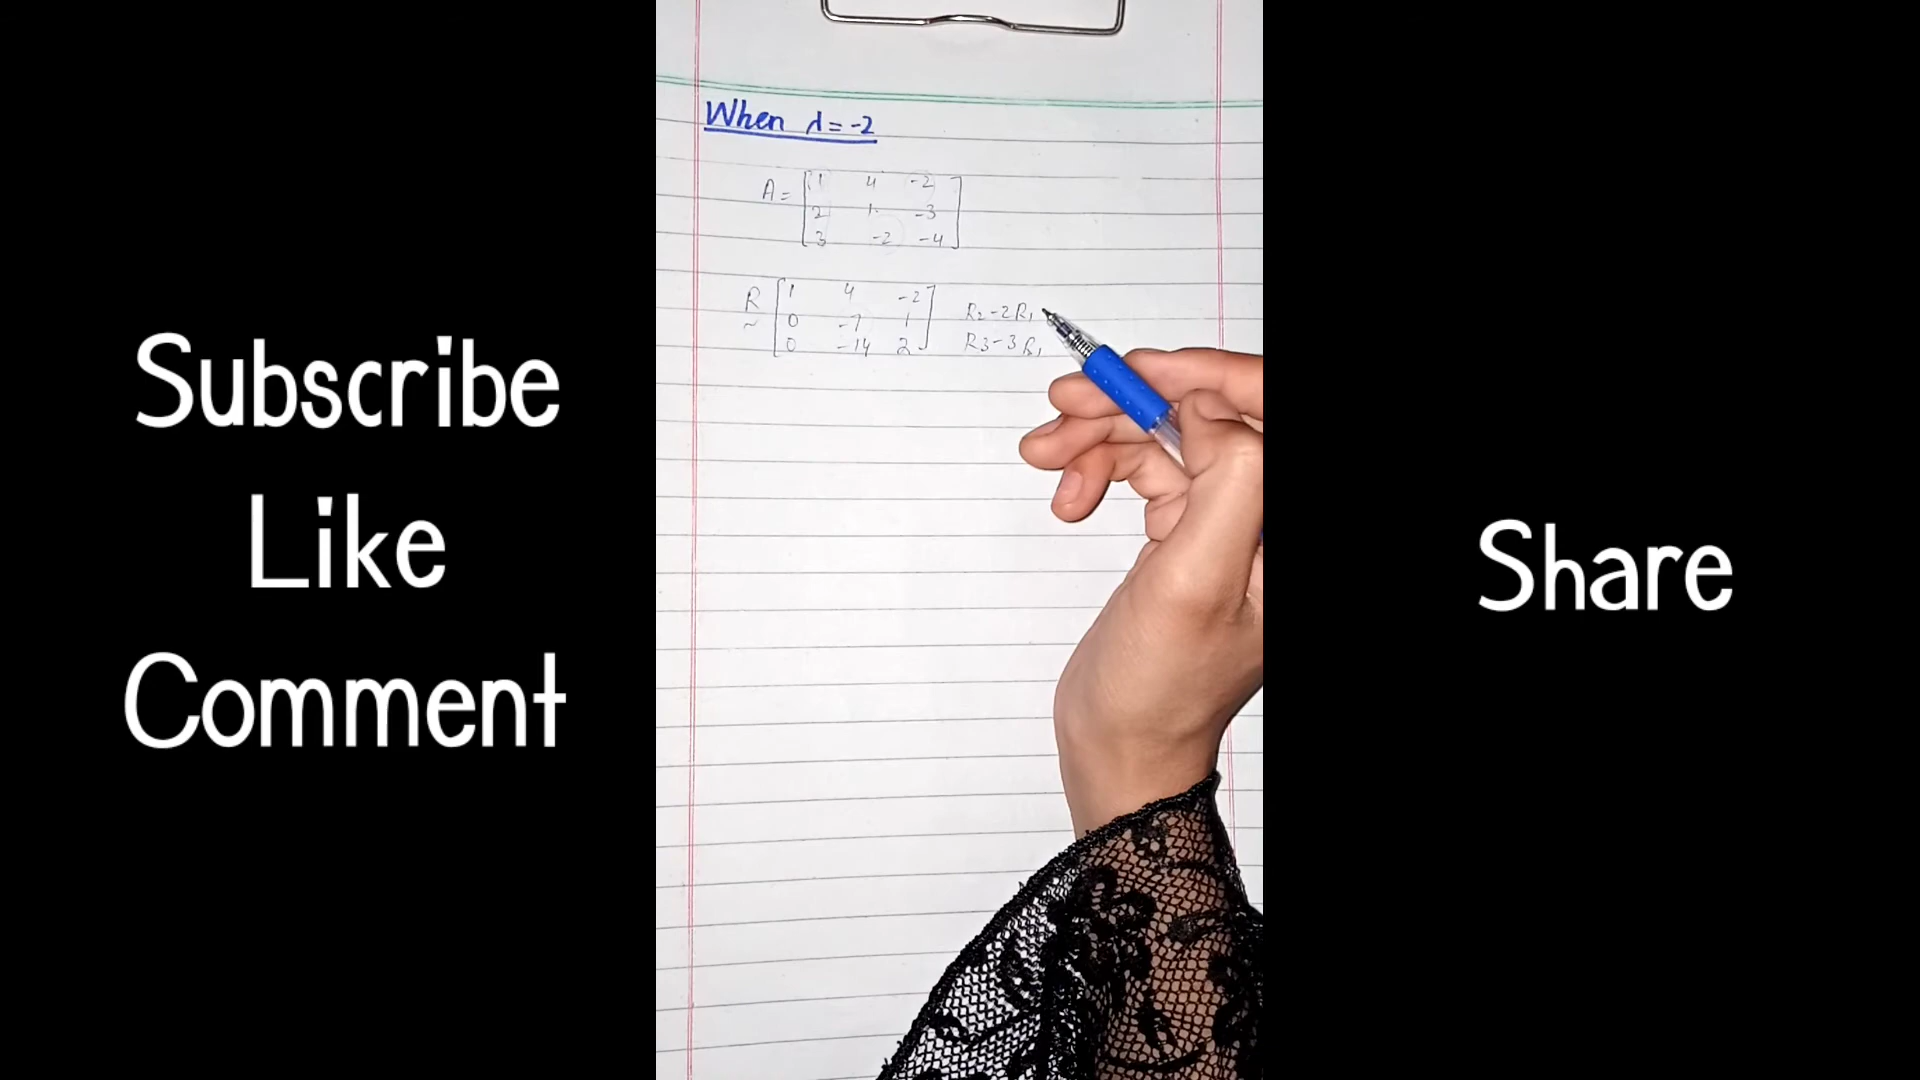 Subscribe
Like
Comment
When λ = -2
A = [1 4 -2
2 1 -3
3 -2 -4]
R ~ [1 4 -2
0 -7 1
0 -14 2]
R2-2R1
R3-3R1
Share